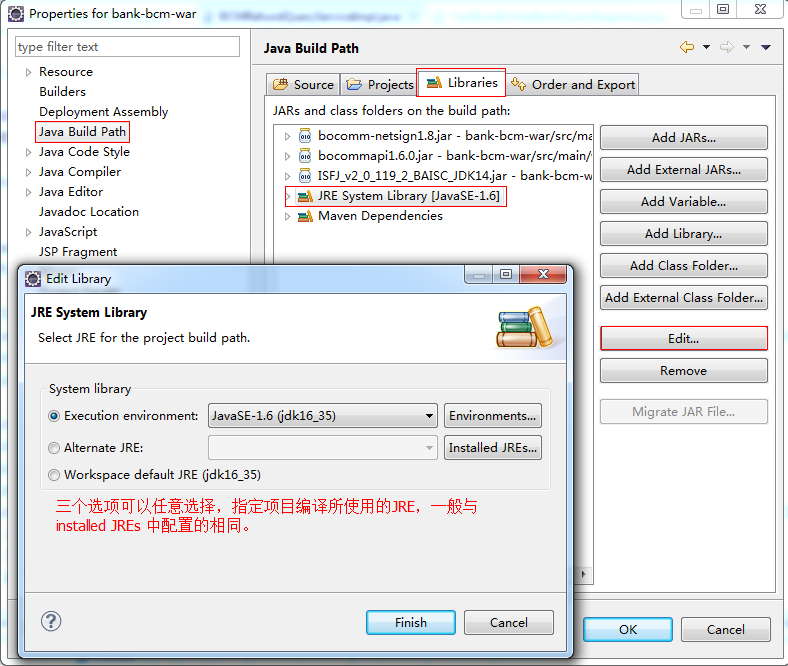 Properties for bank-bcm-war
type filter text
Resource
Builders
Deployment Assembly
Java Build Path
Java Code Style
Java Compiler
Java Editor
Javadoc Location
JavaScript
JSP Fragment
Java Build Path
Source
Projects
Libraries
Order and Export
JARs and class folders on the build path:
bocomm-netsign1.8.jar - bank-bcm-war/src/ma
bocommapi1.6.0.jar - bank-bcm-war/src/main/
ISFJ_v2_0_119_2_BAISC_JDK14.jar - bank-bcm-w
JRE System Library [JavaSE-1.6]
Maven Dependencies
Add JARs...
Add External JARs...
Add Variable...
Add Library...
Add Class Folder...
Add External Class Folder...
Edit...
Remove
Migrate JAR File...
Edit Library
JRE System Library
Select JRE for the project build path.
System library
Execution environment:
JavaSE-1.6 (jdk16_35)
Environments...
Alternate JRE:
Installed JREs...
Workspace default JRE (jdk16_35)
三个选项可以任意选择，指定项目编译所使用的JRE，一般与
installed JREs 中配置的相同。
Finish
Cancel
OK
Cancel